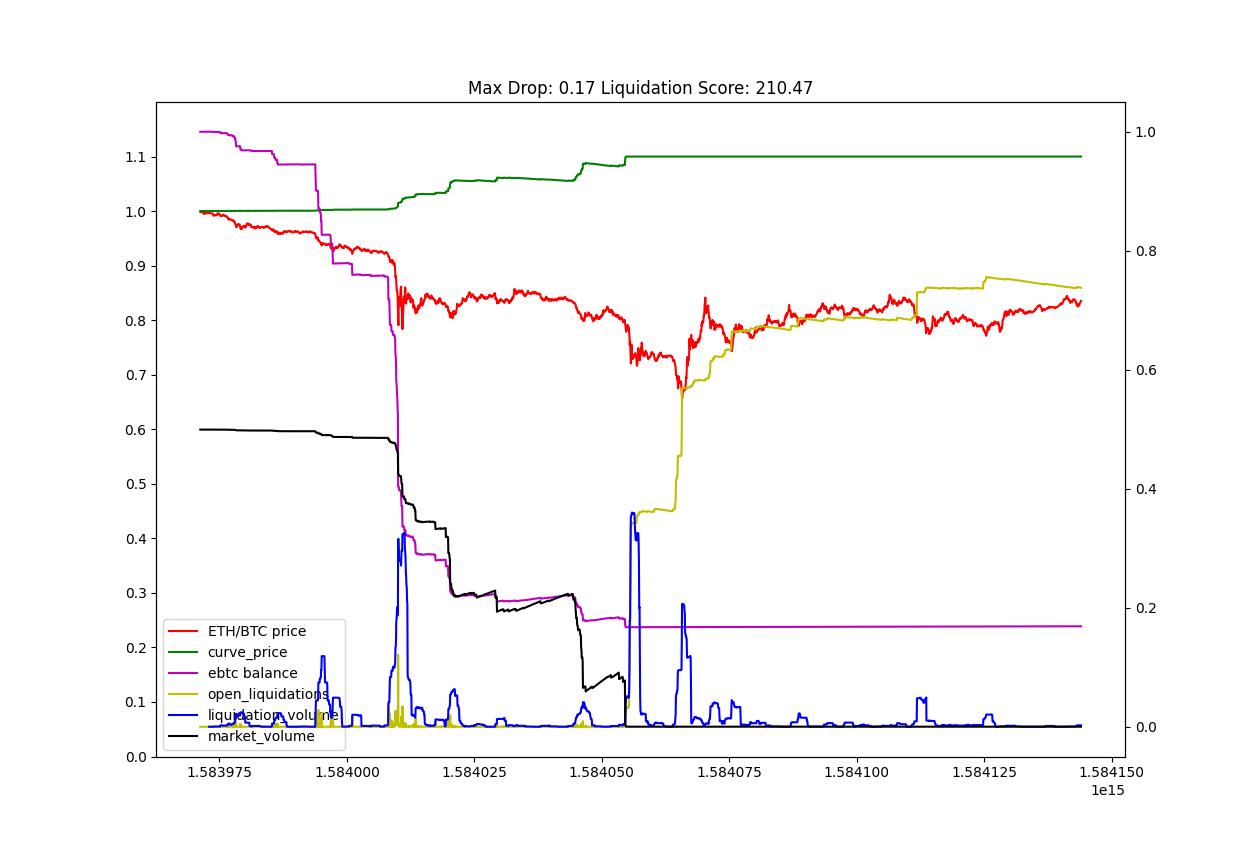 Max Drop: 0.17 Liquidation Score: 210.47
1.1
1.0
0.9
0.8
0.7
0.6
0.5
0.4
0.3
0.2
0.1
0.0
1.0
0.8
0.6
0.4
0.2
0.0
ETH/BTC price
curve_price
ebtc balance
open_liquidations
liquidation_volume
market_volume
1.583975 1.584000 1.584025 1.584050 1.584075 1.584100 1.584125 1.584150
1e15